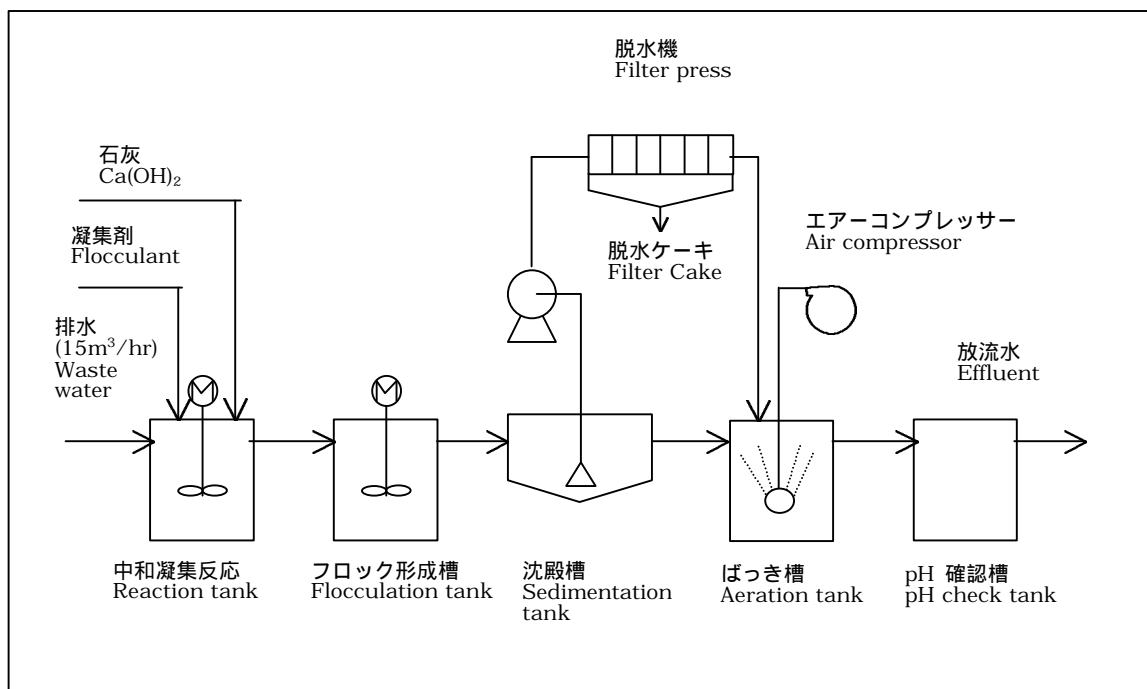 脱水機
Filter press
石灰
Ca(OH)₂
凝集剤
Flocculant
排水
(15m³/hr)
Waste
water
脱水ケーキ
Filter Cake
エアーコンプレッサー
Air compressor
放流水
Effluent
M
M
中和凝集反応
Reaction tank
フロック形成槽
Flocculation tank
沈殿槽
Sedimentation
tank
ばっき槽
Aeration tank
pH 確認槽
pH check tank